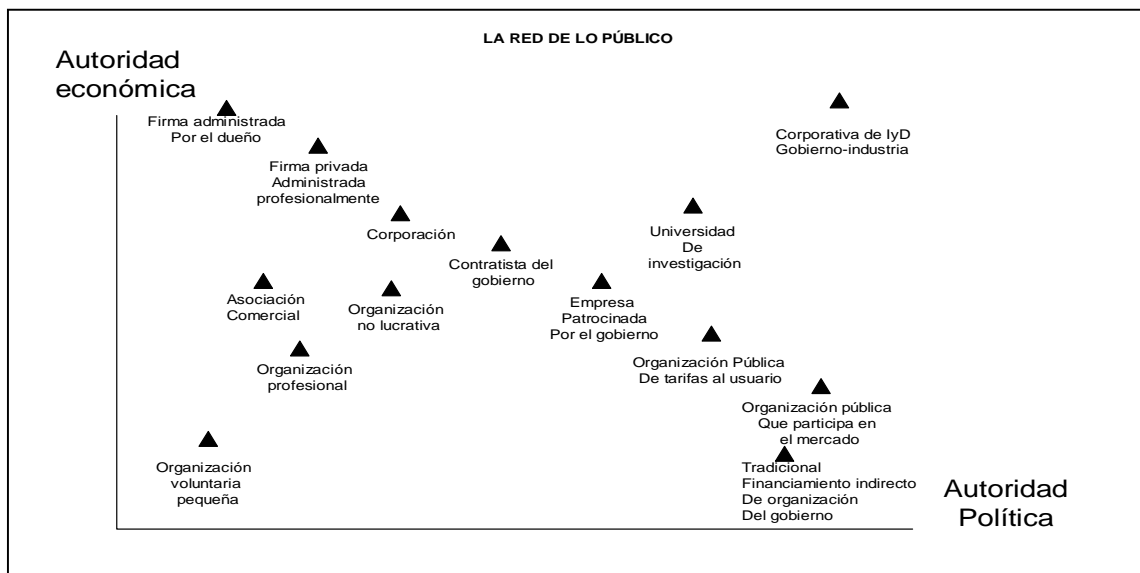 LA RED DE LO PÚBLICO
Autoridad
económica
Firma administrada
Por el dueño
Corporativa de IyD
Gobierno-industria
Firma privada
Administrada
profesionalmente
Corporación
Universidad
De
investigación
Contratista del
gobierno
Asociación
Comercial
Organización
no lucrativa
Empresa
Patrocinada
Por el gobierno
Organización
profesional
Organización Pública
De tarifas al usuario
Organización pública
Que participa en
el mercado
Organización
voluntaria
pequeña
Tradicional
Financiamiento indirecto
De organización
Del gobierno
Autoridad
Política